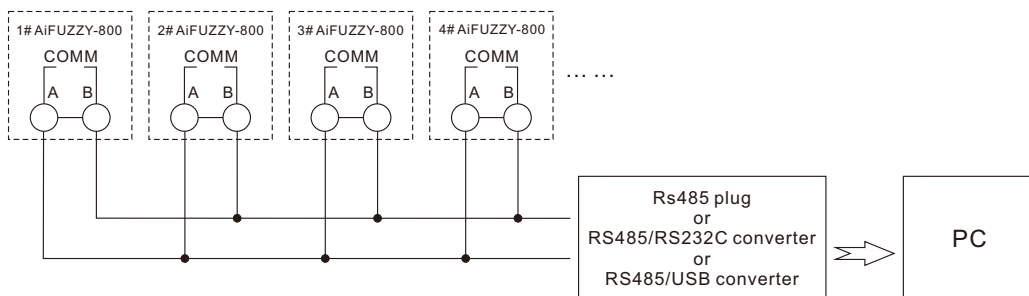 1# AiFUZZY-800
2# AiFUZZY-800
3# AiFUZZY-800
4# AiFUZZY-800
COMM
COMM
COMM
COMM
... ...
A B
A B
A B
A B
Rs485 plug
or
RS485/RS232C converter
or
RS485/USB converter
PC